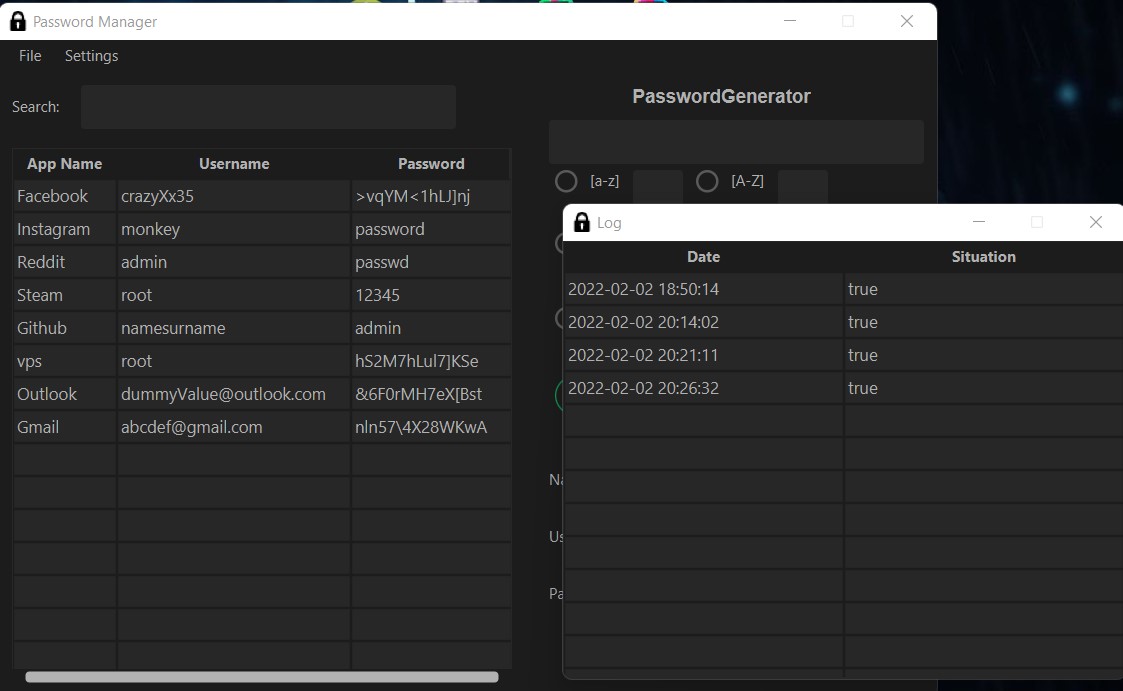 Password Manager
File Settings
Search:
App Name Username Password
Facebook crazyXx35 >vqYM<1hLJ]nj
Instagram monkey password
Reddit admin passwd
Steam root 12345
Github namesurname admin
vps root hS2M7hLul7]KSe
Outlook dummyValue@outlook.com &6F0rMH7eX[Bst
Gmail abcdef@gmail.com nln57\4X28WKwA
PasswordGenerator
[a-z] [A-Z]
Na
Us
Pa
Log
Date Situation
2022-02-02 18:50:14 true
2022-02-02 20:14:02 true
2022-02-02 20:21:11 true
2022-02-02 20:26:32 true